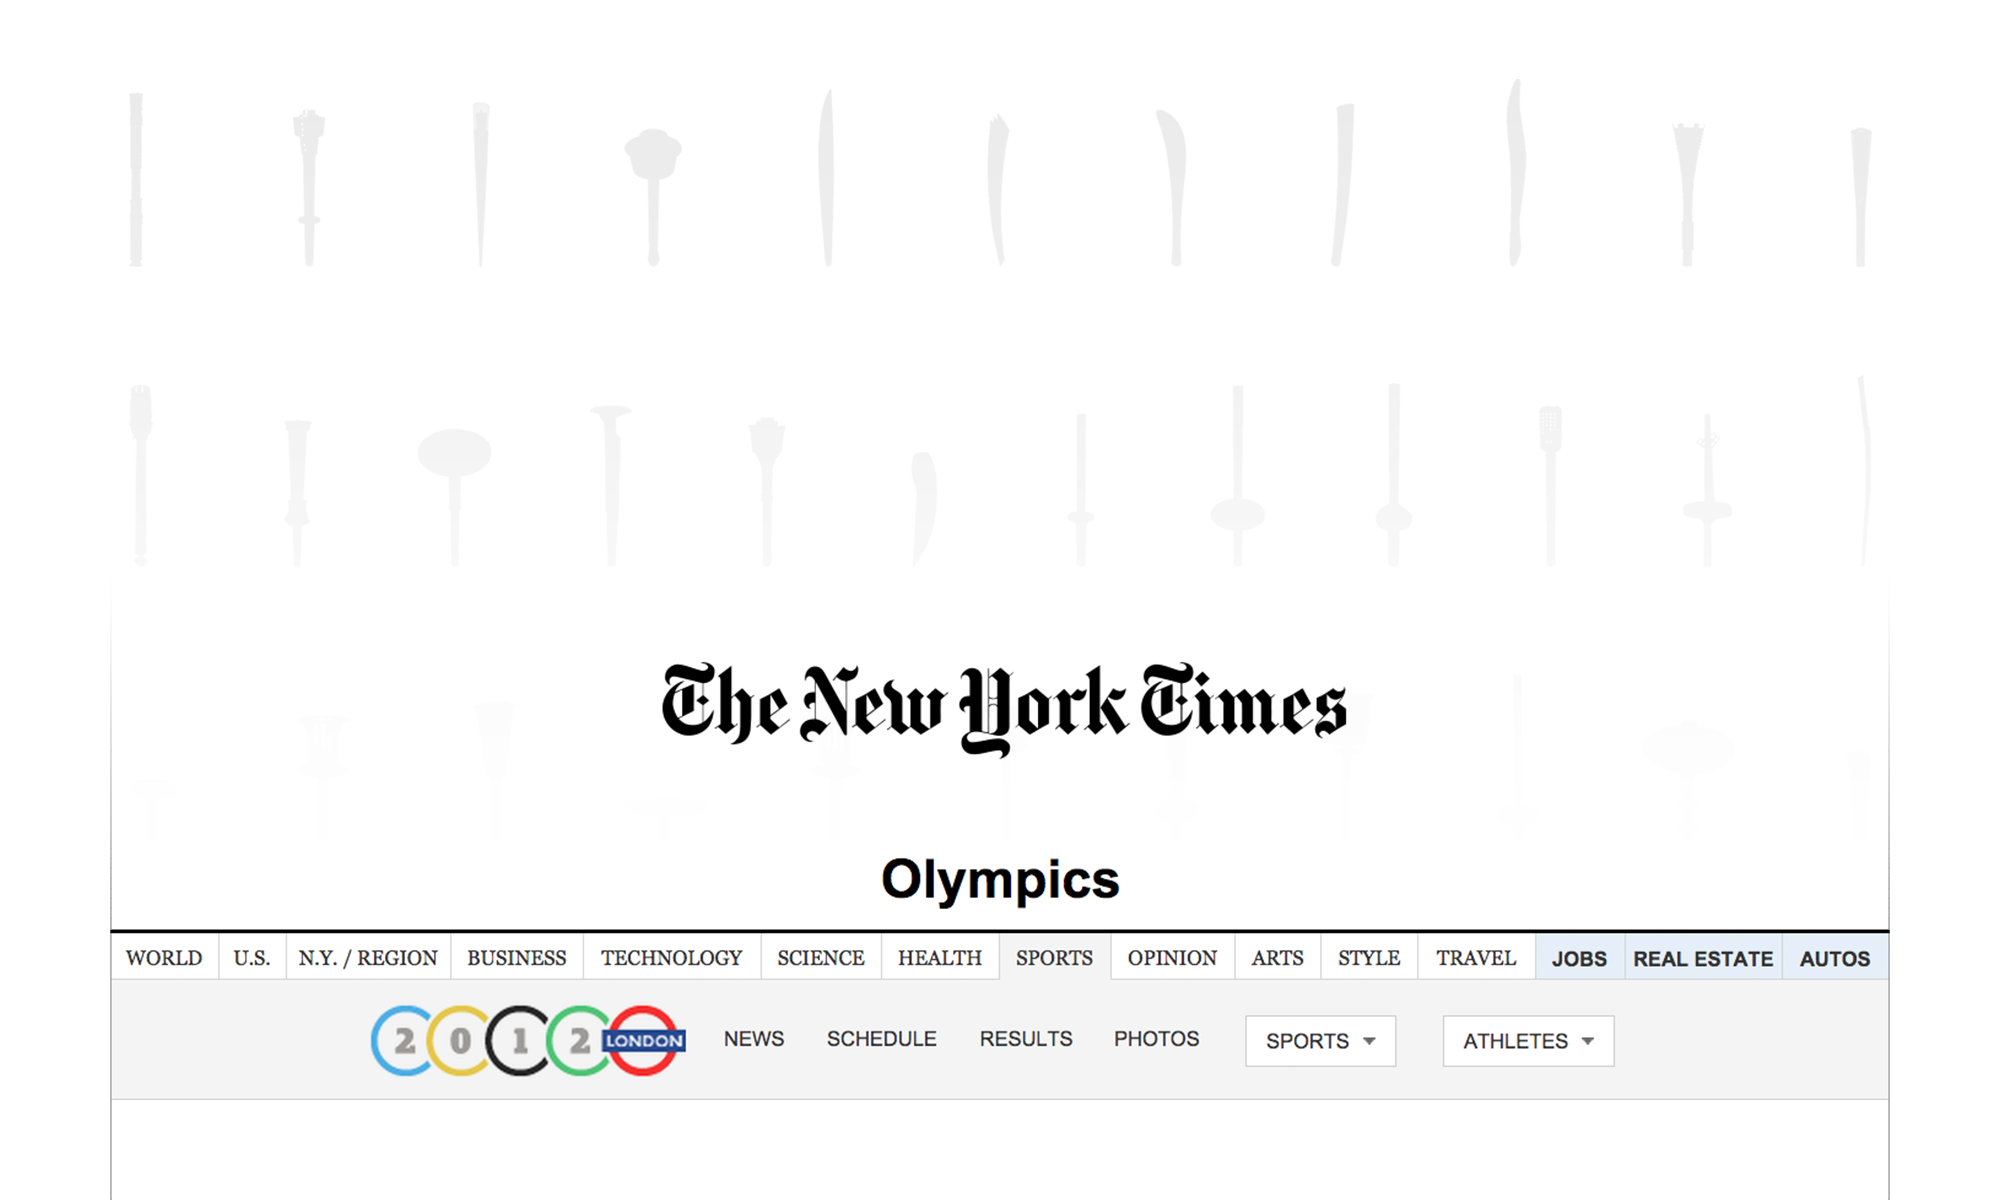 The New York Times
Olympics
WORLD U.S. N.Y. / REGION BUSINESS TECHNOLOGY SCIENCE HEALTH SPORTS OPINION ARTS STYLE TRAVEL JOBS REAL ESTATE AUTOS
2012 LONDON NEWS SCHEDULE RESULTS PHOTOS SPORTS ATHLETES